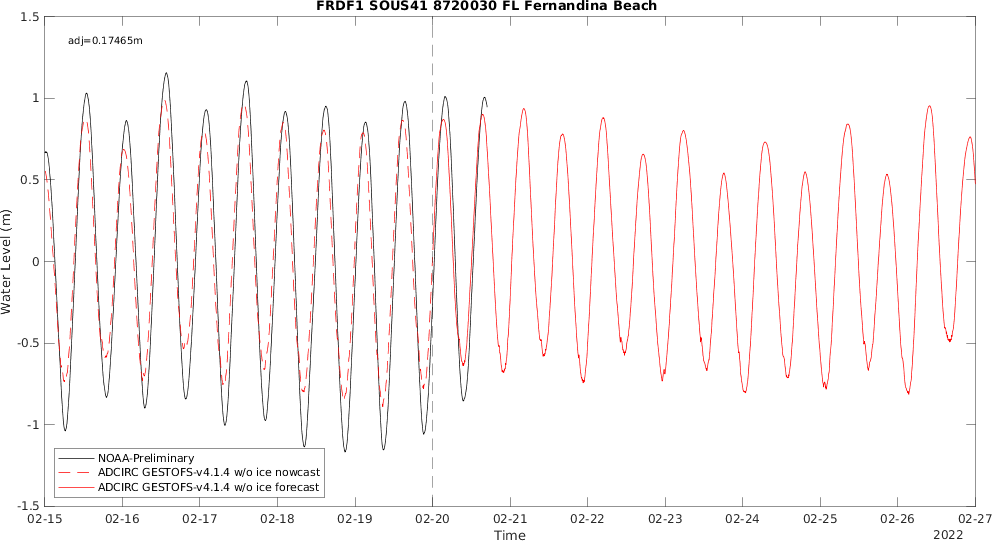 FRDF1 SOUS41 8720030 FL Fernandina Beach
adj=0.17465m
1.5
1
0.5
0
-0.5
-1
-1.5
Water Level (m)
NOAA-Preliminary
ADCIRC GESTOFS-v4.1.4 w/o ice nowcast
ADCIRC GESTOFS-v4.1.4 w/o ice forecast
02-15 02-16 02-17 02-18 02-19 02-20 02-21 02-22 02-23 02-24 02-25 02-26 02-27
Time
2022